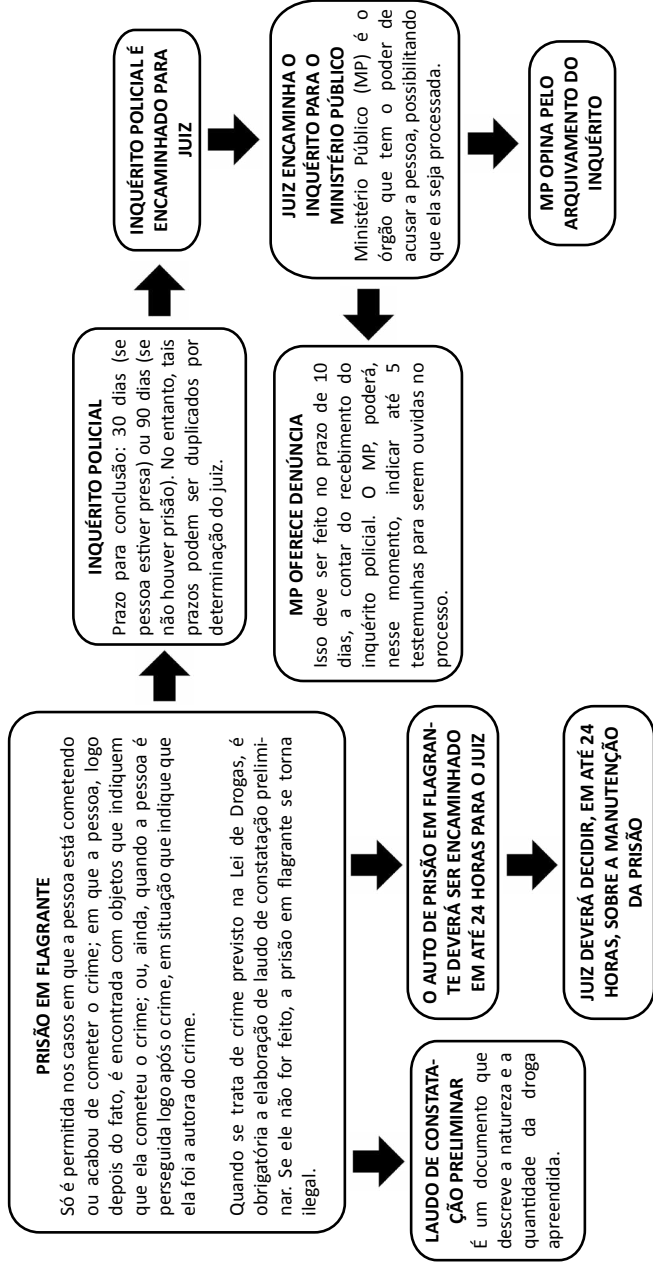 PRISÃO EM FLAGRANTE
Só é permitida nos casos em que a pessoa está cometendo
ou acabou de cometer o crime; em que a pessoa, logo
depois do fato, é encontrada com objetos que indiquem
que ela cometeu o crime; ou, ainda, quando a pessoa é
perseguida logo após o crime, em situação que indique que
ela foi a autora do crime.
Quando se trata de crime previsto na Lei de Drogas, é
obrigatória a elaboração de laudo de constatação prelimi-
nar. Se ele não for feito, a prisão em flagrante se torna
ilegal.
LAUDO DE CONSTATA-
ÇÃO PRELIMINAR
É um documento que
descreve a natureza e a
quantidade da droga
apreendida.
O AUTO DE PRISÃO EM FLAGRAN-
TE DEVERÁ SER ENCAMINHADO
EM ATÉ 24 HORAS PARA O JUIZ
JUIZ DEVERÁ DECIDIR, EM ATÉ 24
HORAS, SOBRE A MANUTENÇÃO
DA PRISÃO
INQUÉRITO POLICIAL
Prazo para conclusão: 30 dias (se
pessoa estiver presa) ou 90 dias (se
não houver prisão). No entanto, tais
prazos podem ser duplicados por
determinação do juiz.
INQUÉRITO POLICIAL É
ENCAMINHADO PARA
JUIZ
JUIZ ENCAMINHA O
INQUÉRITO PARA O
MINISTÉRIO PÚBLICO
Ministério Público (MP) é o
órgão que tem o poder de
acusar a pessoa, possibilitando
que ela seja processada.
MP OFERECE DENÚNCIA
Isso deve ser feito no prazo de 10
dias, a contar do recebimento do
inquérito policial. O MP, poderá,
nesse momento, indicar até 5
testemunhas para serem ouvidas no
processo.
MP OPINA PELO
ARQUIVAMENTO DO
INQUÉRITO